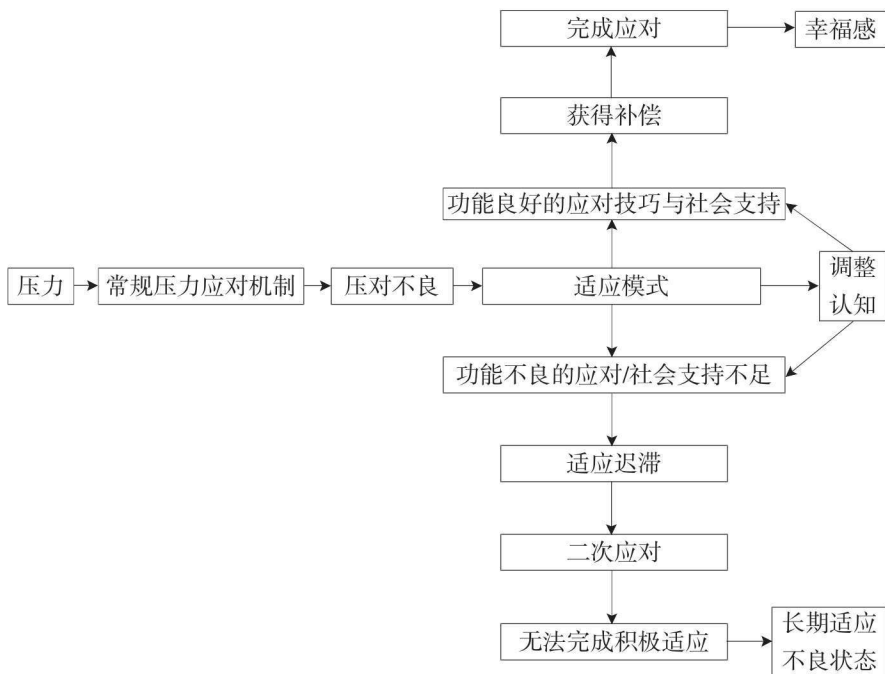 完成应对
幸福感
获得补偿
功能良好的应对技巧与社会支持
压力
常规压力应对机制
压对不良
适应模式
调整
认知
功能不良的应对/社会支持不足
适应迟滞
二次应对
无法完成积极适应
长期适应
不良状态